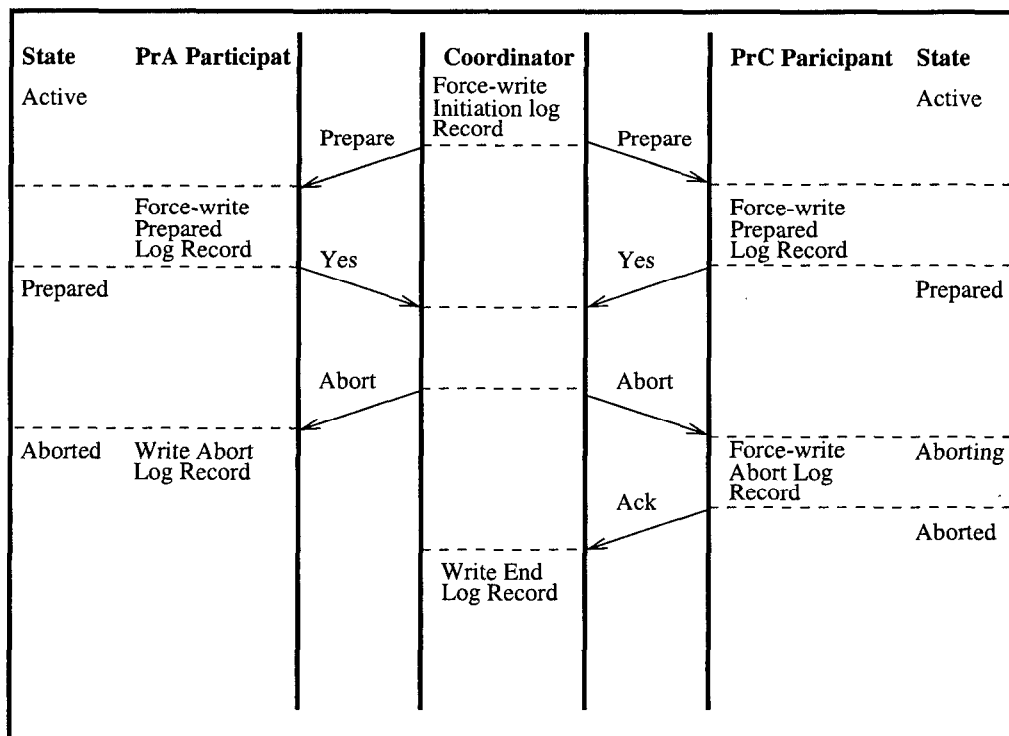 State PrA Participat Coordinator PrC Paricipant State
Active Force-write Active
Initiation log
Record
Prepare Prepare
Force-write Force-write
Prepared Prepared
Log Record Log Record
Yes Yes
Prepared Prepared
Abort Abort
Aborted Write Abort Force-write Aborting
Log Record Abort Log
Record
Ack
Aborted
Write End
Log Record